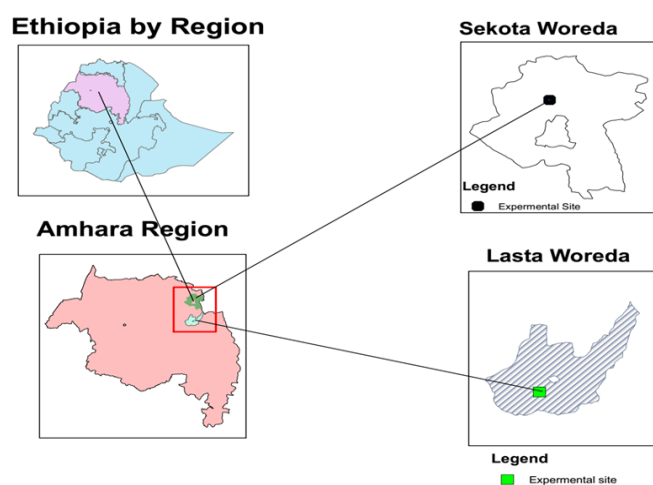 Ethiopia by Region
Sekota Woreda
Legend
Expermental Site
Amhara Region
Lasta Woreda
Legend
Expermental site